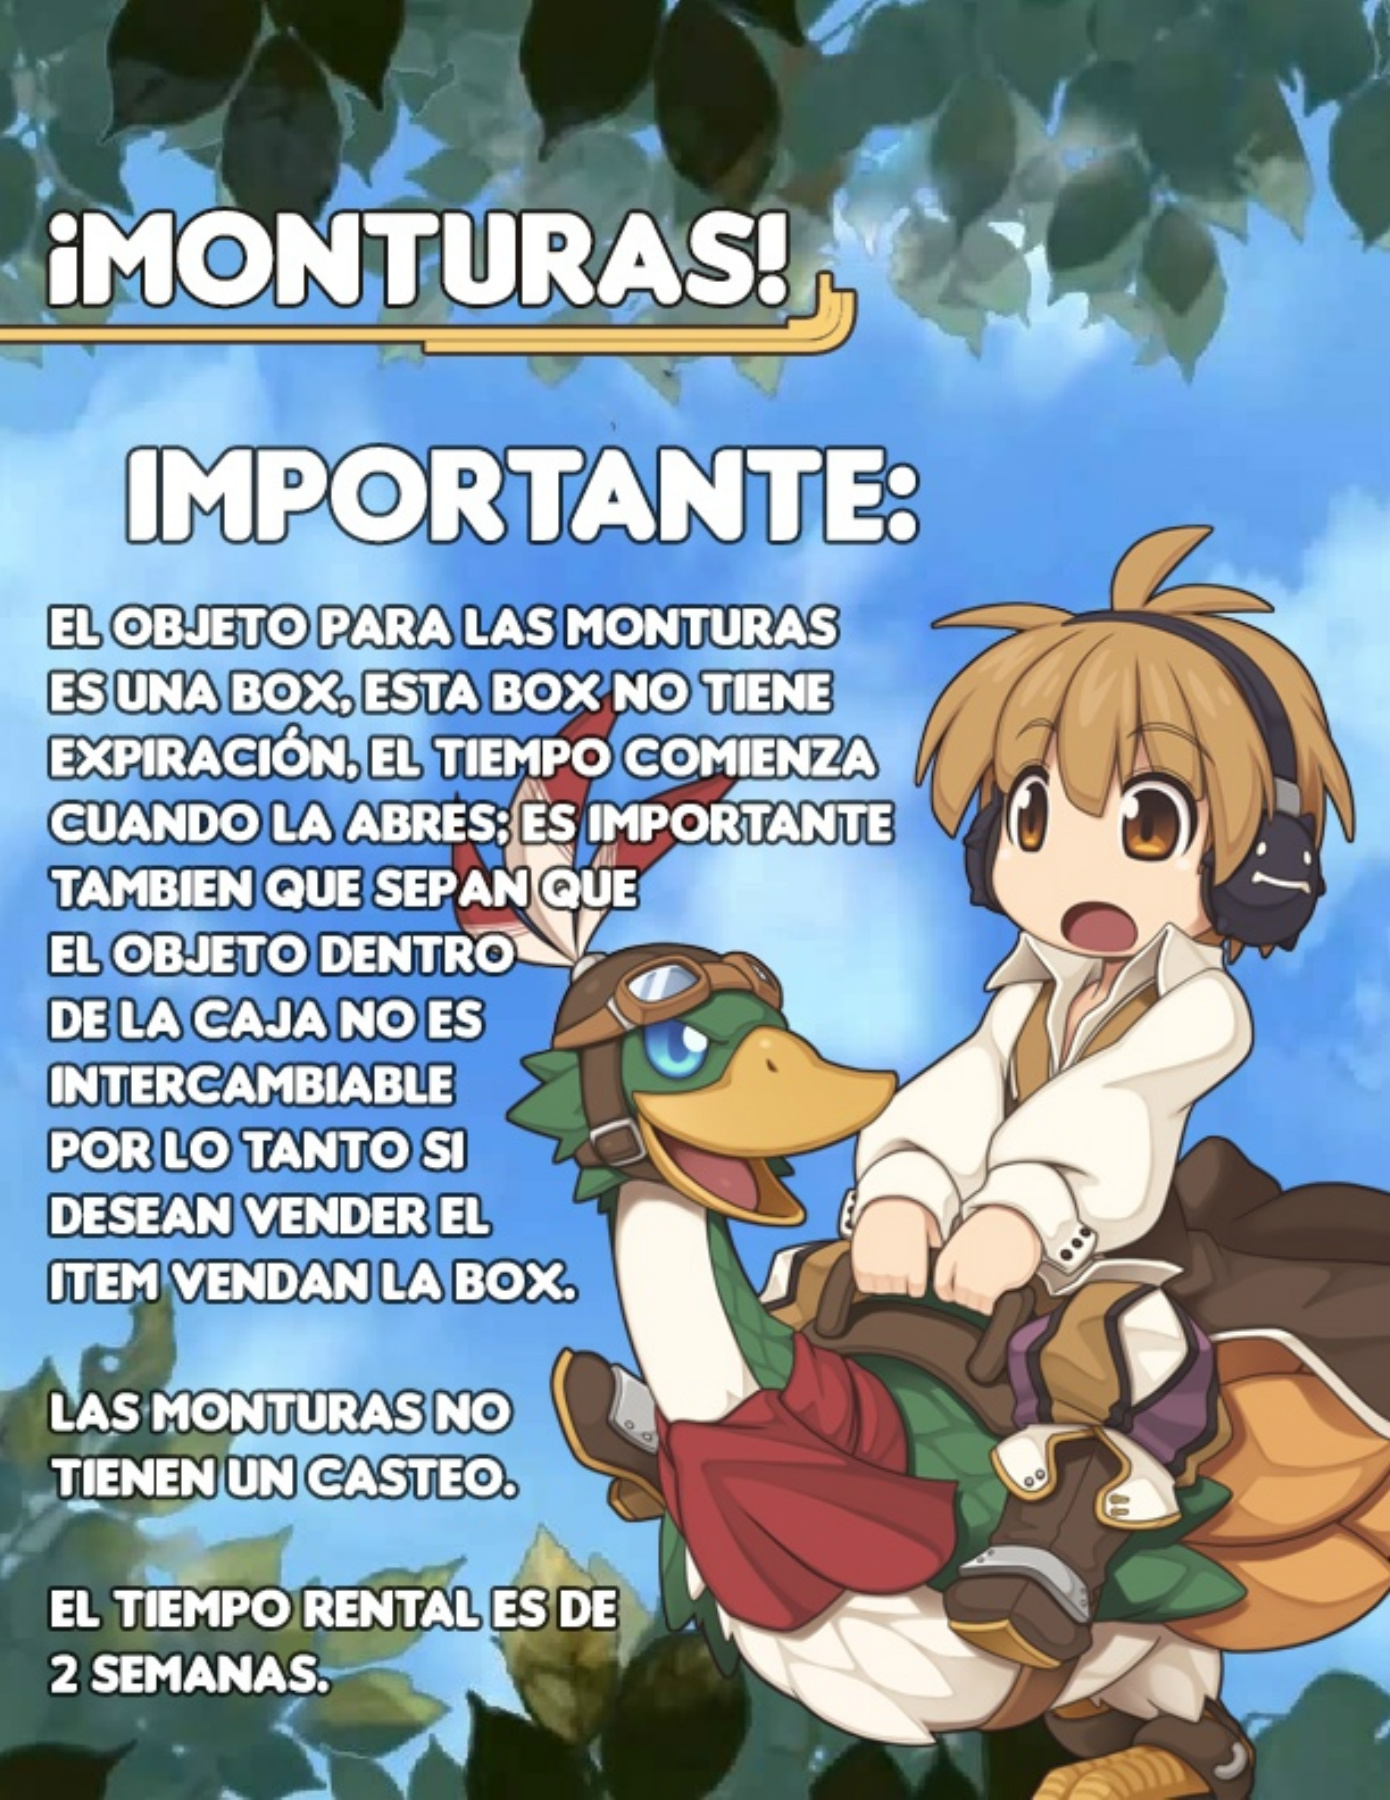 ¡MONTURAS!
IMPORTANTE:
EL OBJETO PARA LAS MONTURAS
ES UNA BOX, ESTA BOX NO TIENE
EXPIRACIÓN, EL TIEMPO COMIENZA
CUANDO LA ABRES; ES IMPORTANTE
TAMBIEN QUE SEPAN QUE
EL OBJETO DENTRO
DE LA CAJA NO ES
INTERCAMBIABLE
POR LO TANTO SI
DESEAN VENDER EL
ITEM VENDAN LA BOX.
LAS MONTURAS NO
TIENEN UN CASTEO.
EL TIEMPO RENTAL ES DE
2 SEMANAS.